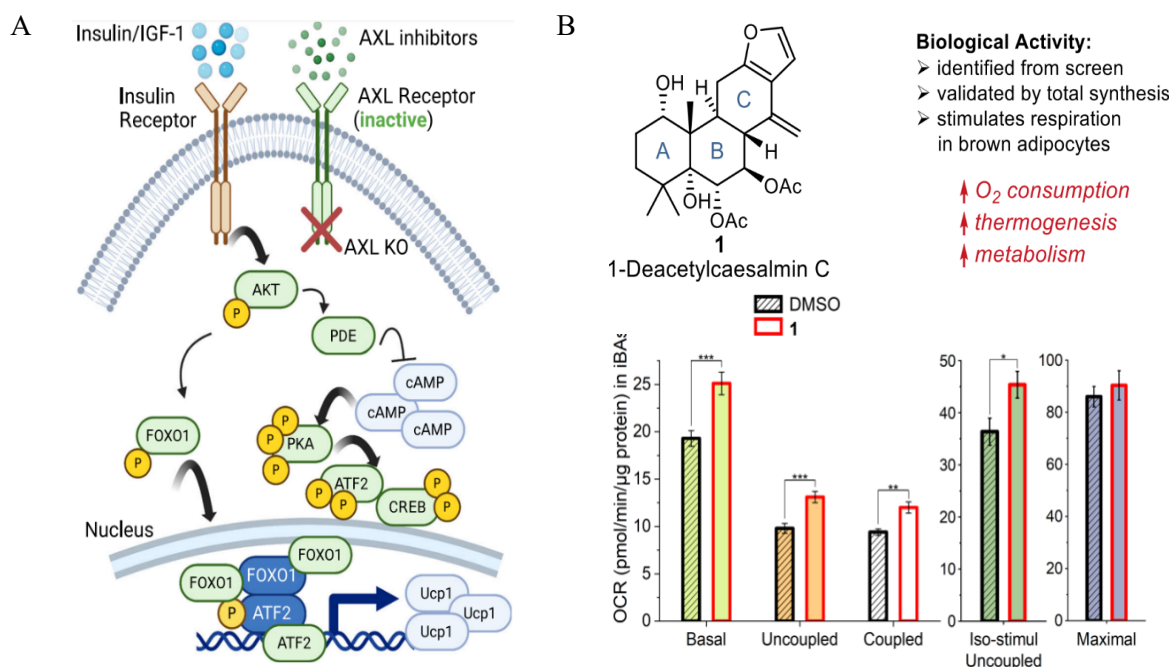 A
Insulin/IGF-1
AXL inhibitors
Insulin
Receptor
AXL Receptor
(inactive)
AXL KO
AKT
P
PDE
cAMP
cAMP
cAMP
FOXO1
P
P
P
PKA
P
ATF2
P
P
CREB
P
P
Nucleus
FOXO1
FOXO1
FOXO1
P
ATF2
ATF2
Ucp1
Ucp1
Ucp1
B
O
OH
H
C
A
B
H
OH
OAc
OAc
1
1-Deacetylcaesalmin C
Biological Activity:
➢ identified from screen
➢ validated by total synthesis
➢ stimulates respiration
in brown adipocytes
↑ O₂ consumption
↑ thermogenesis
↑ metabolism
DMSO
1
OCR (pmol/min/µg protein) in iBAs
25
20
15
10
5
0
***
***
**
Basal
Uncoupled
Coupled
50
40
30
20
10
0
*
Iso-stimul
Uncoupled
100
80
60
40
20
0
Maximal